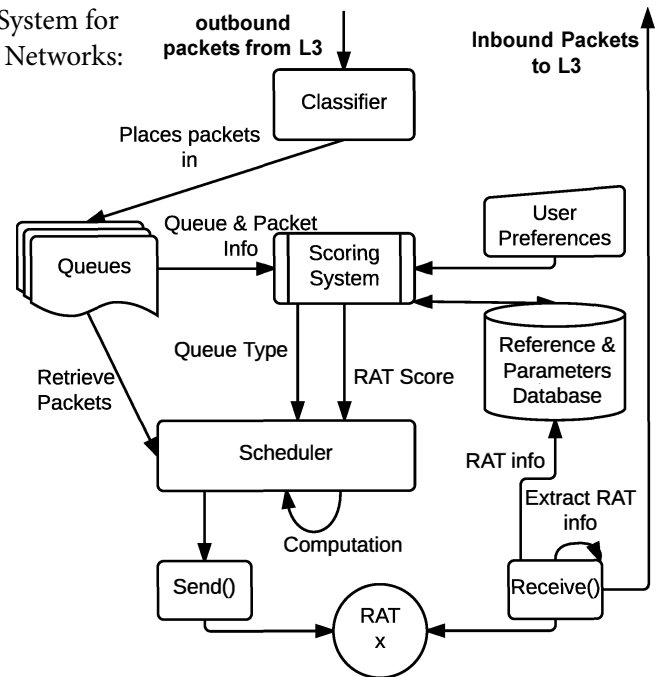 System for
Networks:
outbound
packets from L3
Inbound Packets
to L3
Classifier
Places packets
in
Queues
Queue & Packet
Info
Scoring
System
User
Preferences
Reference &
Parameters
Database
Queue Type
RAT Score
Retrieve
Packets
Scheduler
Computation
RAT info
Extract RAT
info
Send()
RAT
x
Receive()